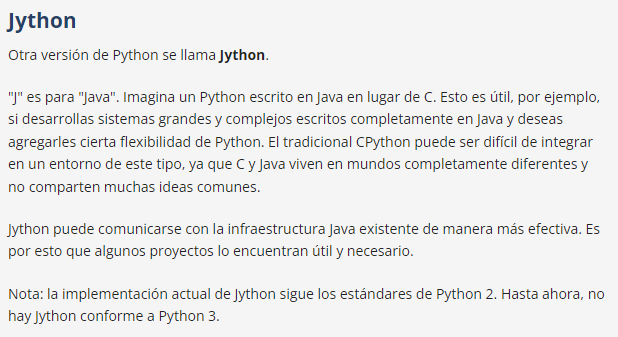 Jython
Otra versión de Python se llama Jython.
"J" es para "Java". Imagina un Python escrito en Java en lugar de C. Esto es útil, por ejemplo,
si desarrollas sistemas grandes y complejos escritos completamente en Java y deseas
agregarles cierta flexibilidad de Python. El tradicional CPython puede ser difícil de integrar
en un entorno de este tipo, ya que C y Java viven en mundos completamente diferentes y
no comparten muchas ideas comunes.
Jython puede comunicarse con la infraestructura Java existente de manera más efectiva. Es
por esto que algunos proyectos lo encuentran útil y necesario.
Nota: la implementación actual de Jython sigue los estándares de Python 2. Hasta ahora, no
hay Jython conforme a Python 3.